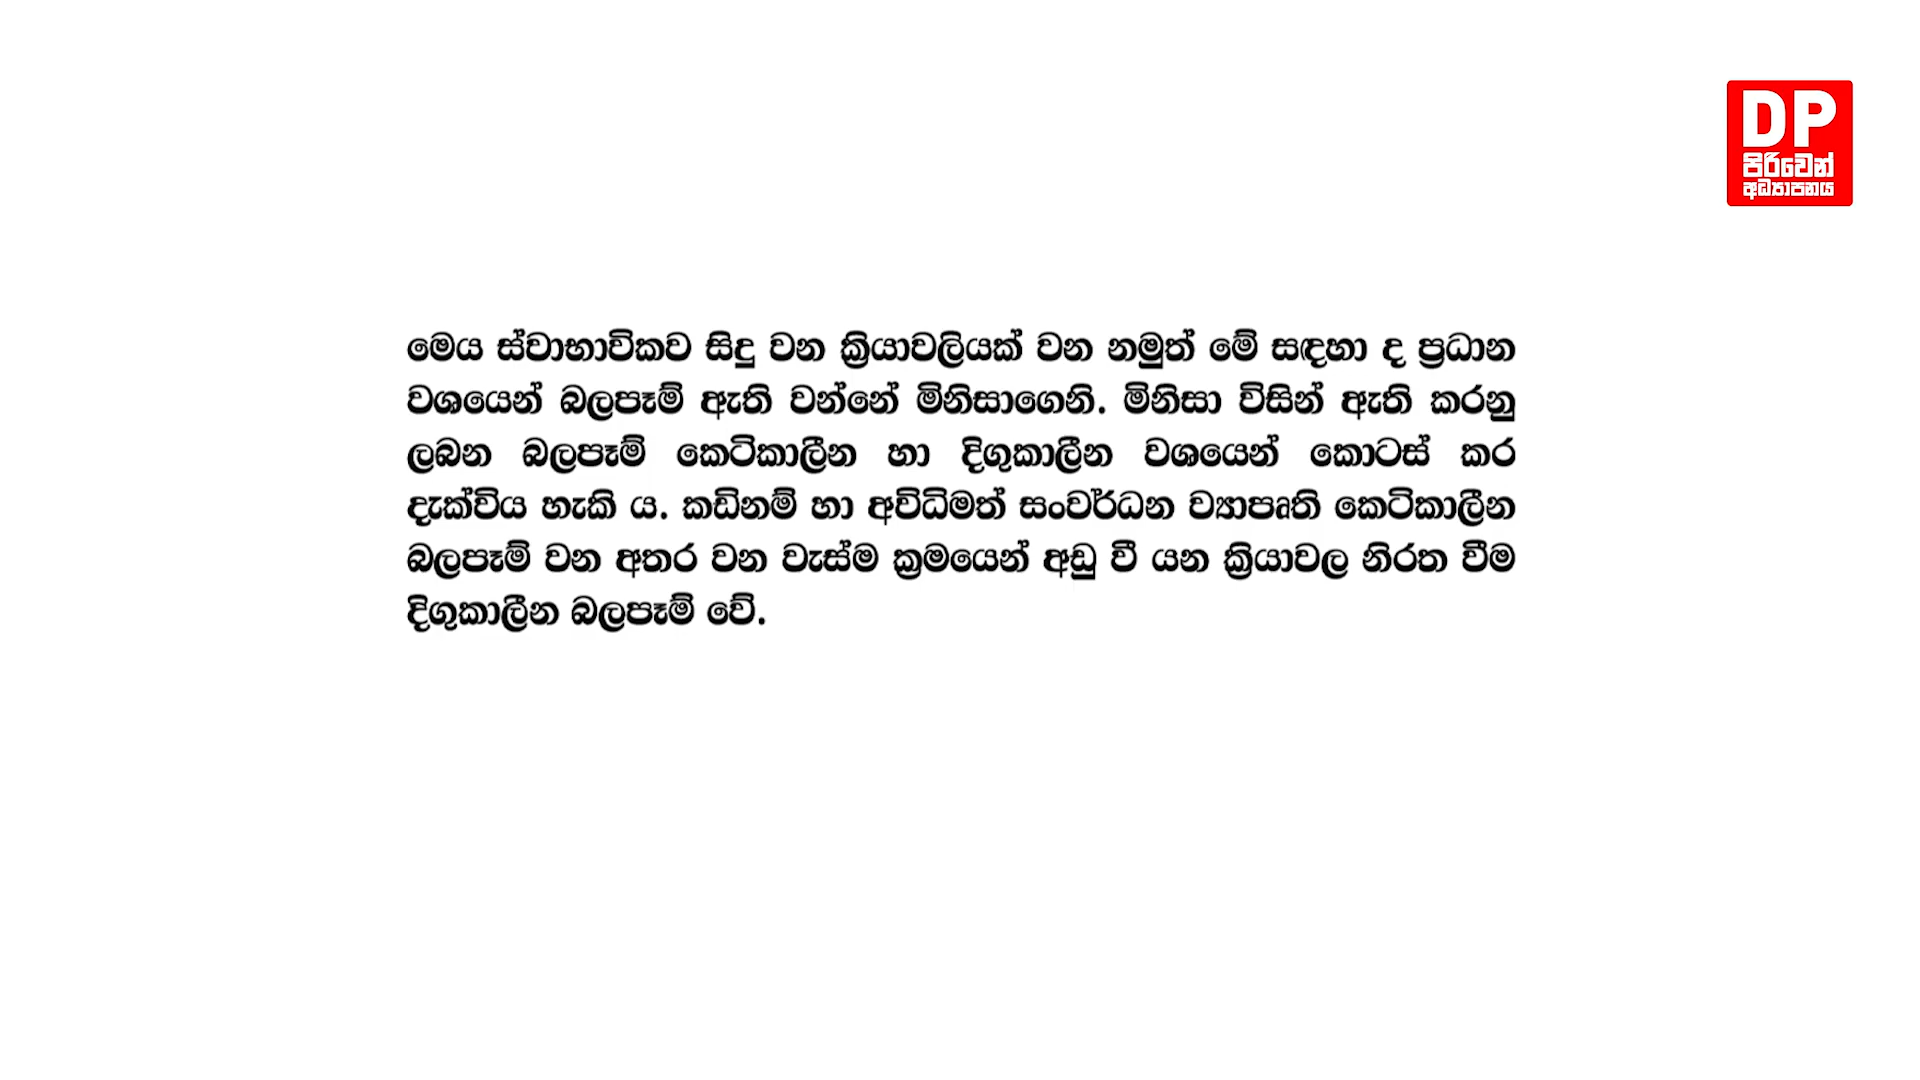 DP
පිරිවෙන්
අධ්‍යාපනය
මෙය ස්වාභාවිකව සිදු වන ක්‍රියාවලියක් වන නමුත් මේ සඳහා ද ප්‍රධාන
වශයෙන් බලපෑම් ඇති වන්නේ මිනිසාගෙනි. මිනිසා විසින් ඇති කරනු
ලබන බලපෑම් කෙටිකාලීන හා දිගුකාලීන වශයෙන් කොටස් කර
දැක්විය හැකි ය. කඩිනම් හා අවිධිමත් සංවර්ධන ව්‍යාපෘති කෙටිකාලීන
බලපෑම් වන අතර වන වැස්ම ක්‍රමයෙන් අඩු වී යන ක්‍රියාවල නිරත වීම
දිගුකාලීන බලපෑම් වේ.